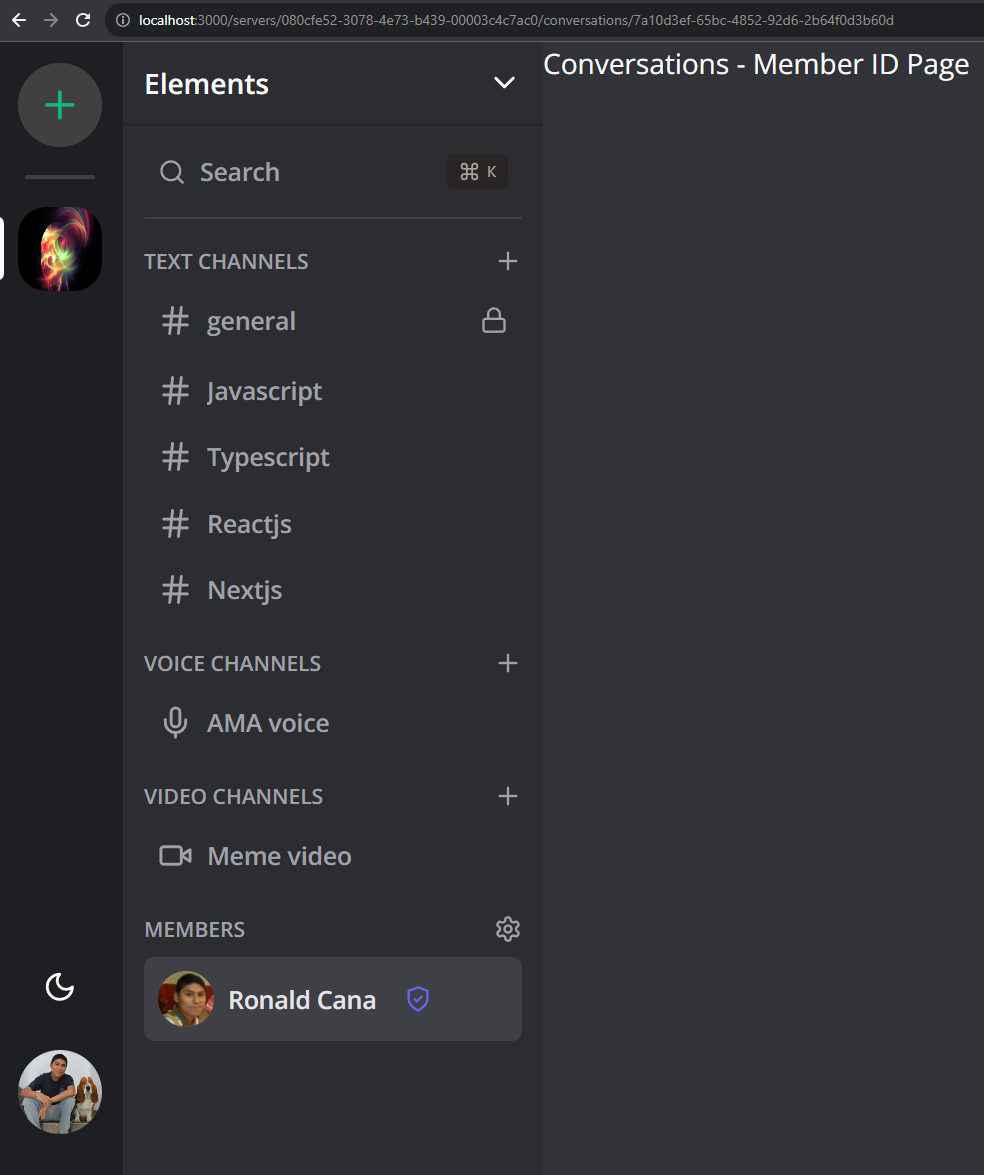 localhost:3000/servers/080cfe52-3078-4e73-b439-00003c4c7ac0/conversations/7a10d3ef-65bc-4852-92d6-2b64f0d3b60d
Elements
Conversations - Member ID Page
Search
⌘ K
TEXT CHANNELS
general
Javascript
Typescript
Reactjs
Nextjs
VOICE CHANNELS
AMA voice
VIDEO CHANNELS
Meme video
MEMBERS
Ronald Cana